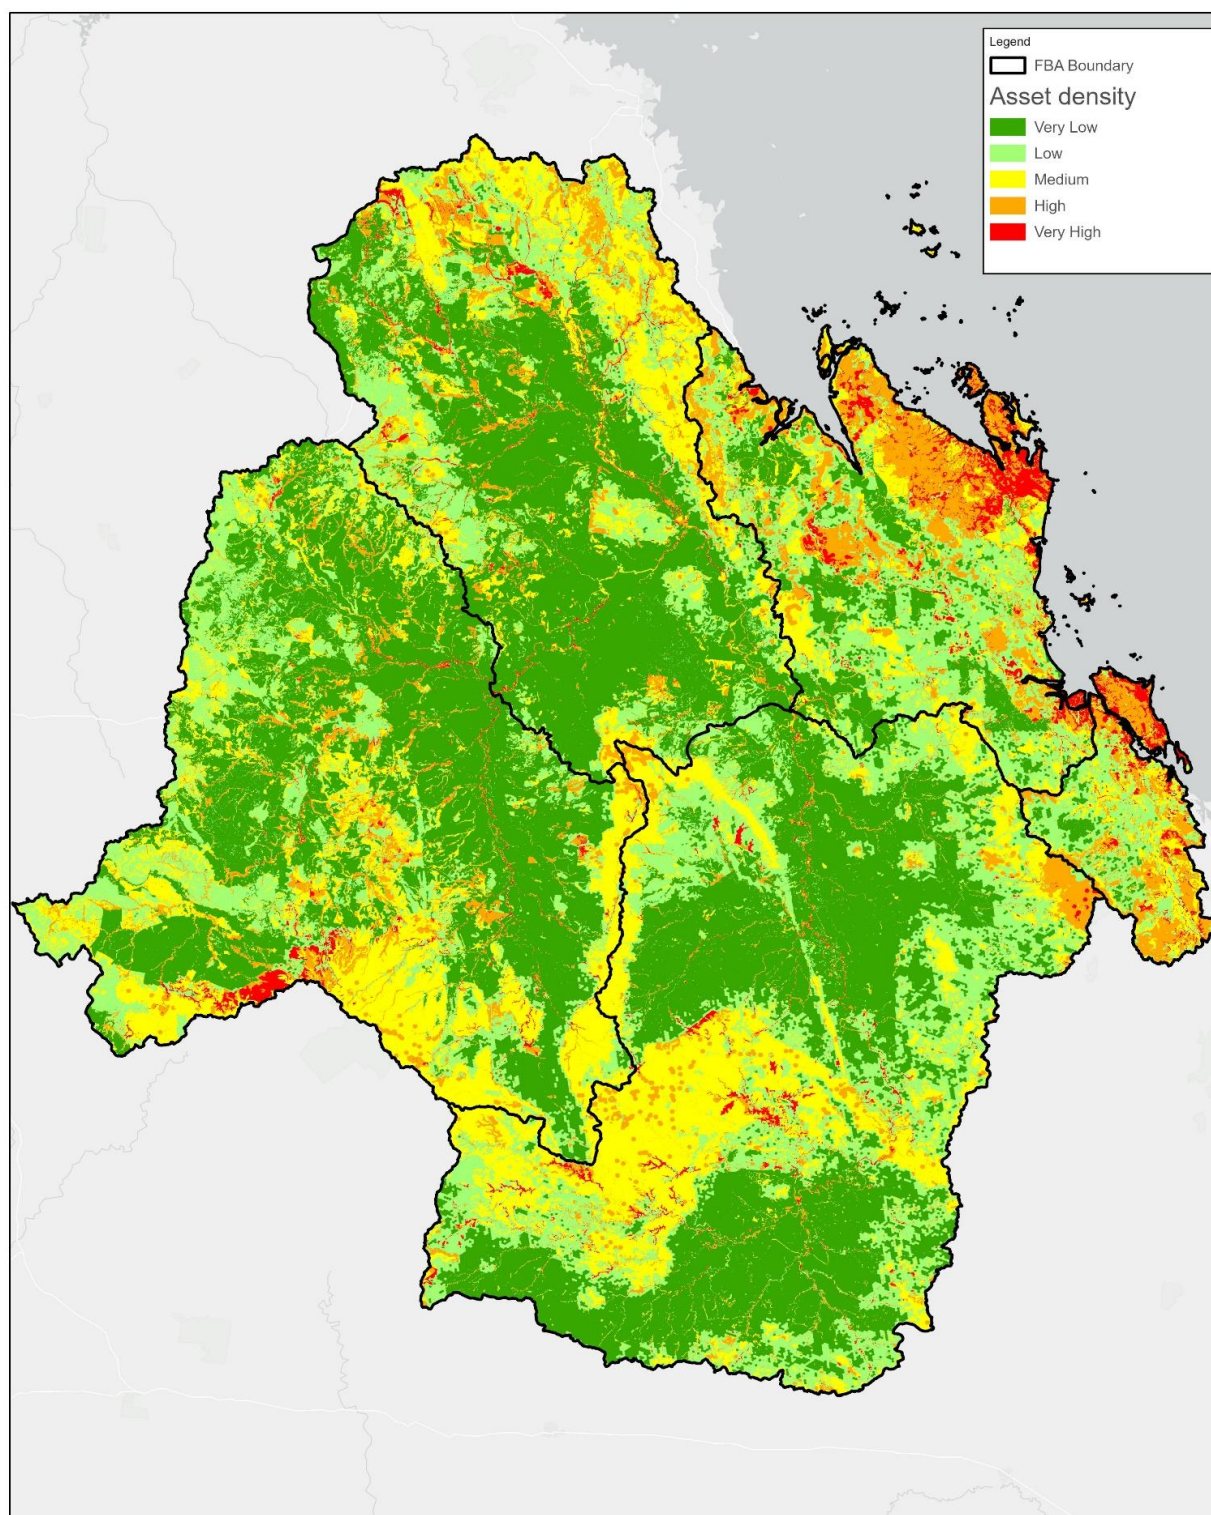 Legend
FBA Boundary
Asset density
Very Low
Low
Medium
High
Very High